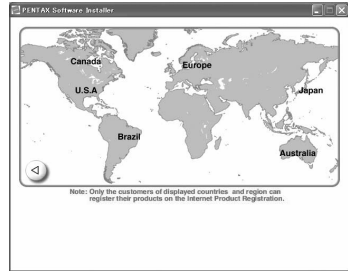 PENTAX Software Installer
Canada
Europe
U.S.A
Japan
Brazil
Australia
Note: Only the customers of displayed countries and region can
register their products on the Internet Product Registration.